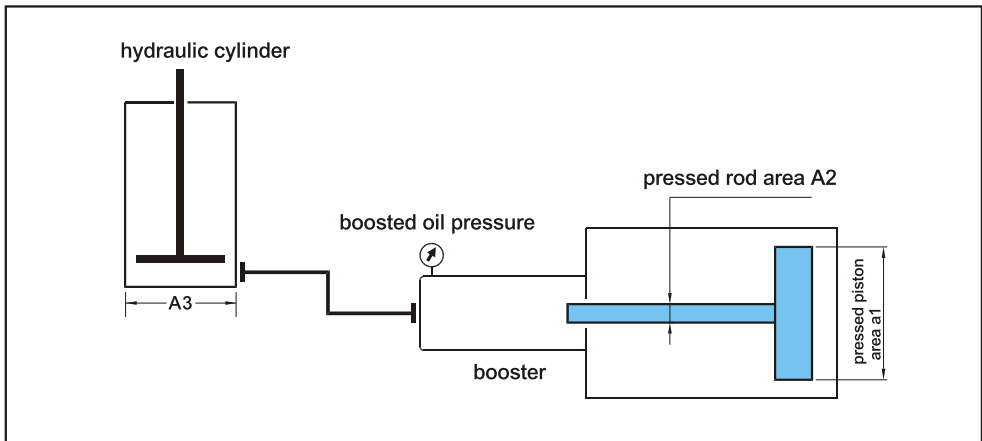 hydraulic cylinder
pressed rod area A2
boosted oil pressure
A3
booster
pressed piston
area a1